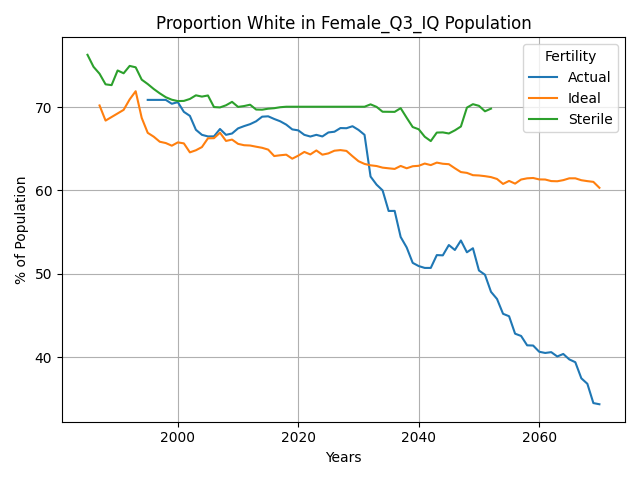 Proportion White in Female_Q3_IQ Population
Fertility
Actual
Ideal
Sterile
% of Population
70
60
50
40
2000
2020
2040
2060
Years